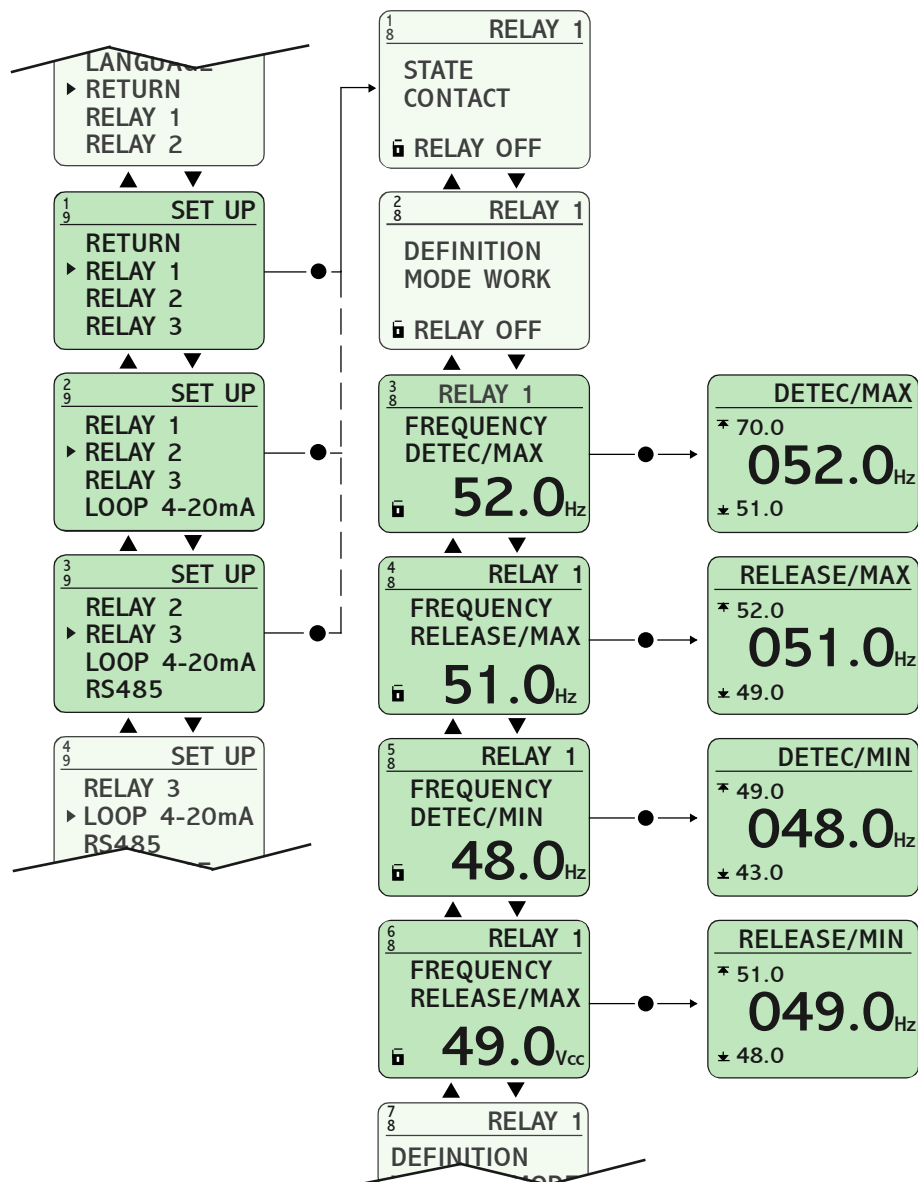 LANGUAGE
RETURN
RELAY 1
RELAY 2
1
9
SET UP
RETURN
RELAY 1
RELAY 2
RELAY 3
2
9
SET UP
RELAY 1
RELAY 2
RELAY 3
LOOP 4-20mA
3
9
SET UP
RELAY 2
RELAY 3
LOOP 4-20mA
RS485
4
9
SET UP
RELAY 3
LOOP 4-20mA
RS485
1
8
RELAY 1
STATE
CONTACT
RELAY OFF
2
8
RELAY 1
DEFINITION
MODE WORK
RELAY OFF
3
8
RELAY 1
FREQUENCY
DETEC/MAX
52.0Hz
4
8
RELAY 1
FREQUENCY
RELEASE/MAX
51.0Hz
5
8
RELAY 1
FREQUENCY
DETEC/MIN
48.0Hz
6
8
RELAY 1
FREQUENCY
RELEASE/MAX
49.0Vcc
7
8
RELAY 1
DEFINITION
DETEC/MAX
70.0
052.0Hz
51.0
RELEASE/MAX
52.0
051.0Hz
49.0
DETEC/MIN
49.0
048.0Hz
43.0
RELEASE/MIN
51.0
049.0Hz
48.0